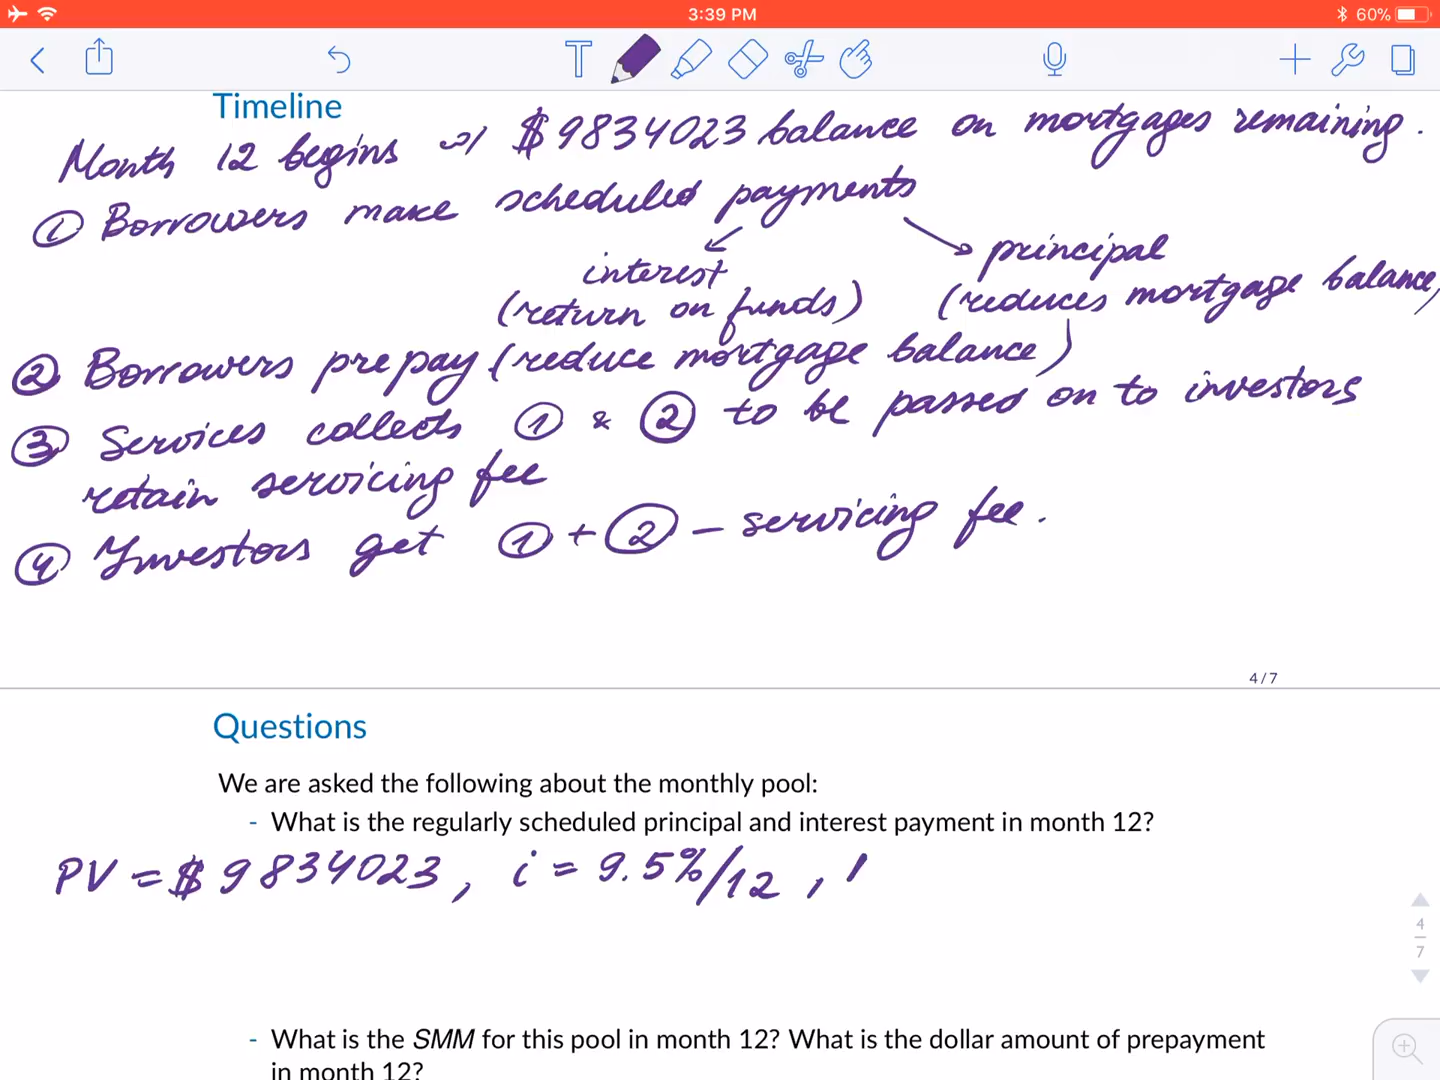 3:39 PM
60%
T
Timeline
Month 12 begins w/ $9834023 balance on mortgages remaining.
① Borrowers make scheduled payments
interest
principal
(return on funds)
(reduces mortgage balance)
② Borrowers prepay (reduce mortgage balance)
③ Services collects ① & ② to be passed on to investors
retain servicing fee
④ Investors get ① + ② – servicing fee.
4/7
Questions
We are asked the following about the monthly pool:
- What is the regularly scheduled principal and interest payment in month 12?
PV = $9834023, i = 9.5%/12,
4
7
- What is the SMM for this pool in month 12? What is the dollar amount of prepayment
in month 12?